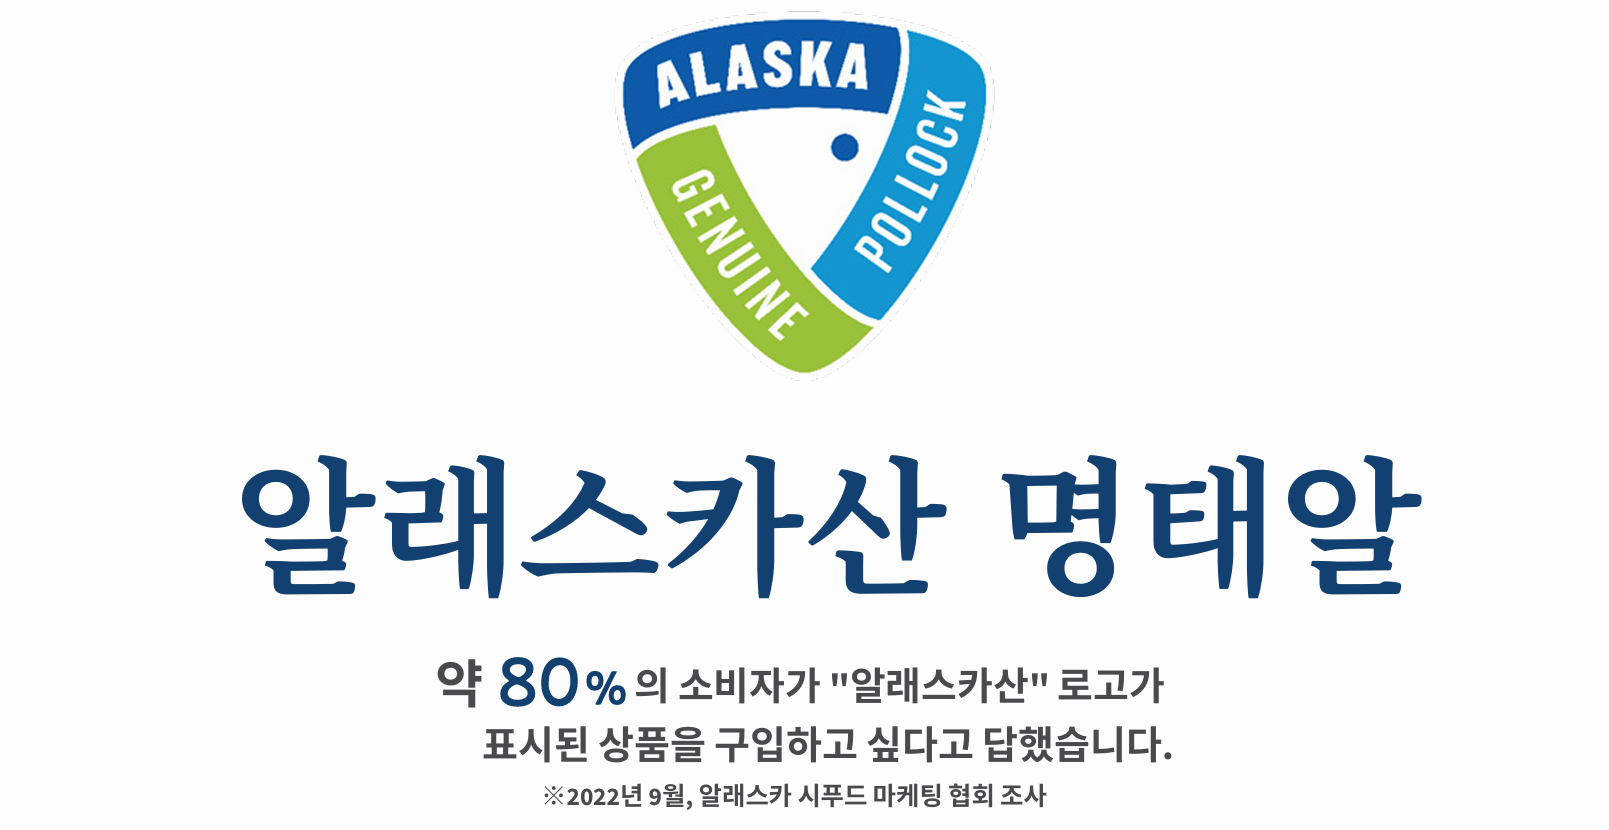 ALASKA
POLLOCK
GENUINE
알래스카산 명태알
약 80%의 소비자가 "알래스카산" 로고가
표시된 상품을 구입하고 싶다고 답했습니다.
※2022년 9월, 알래스카 시푸드 마케팅 협회 조사